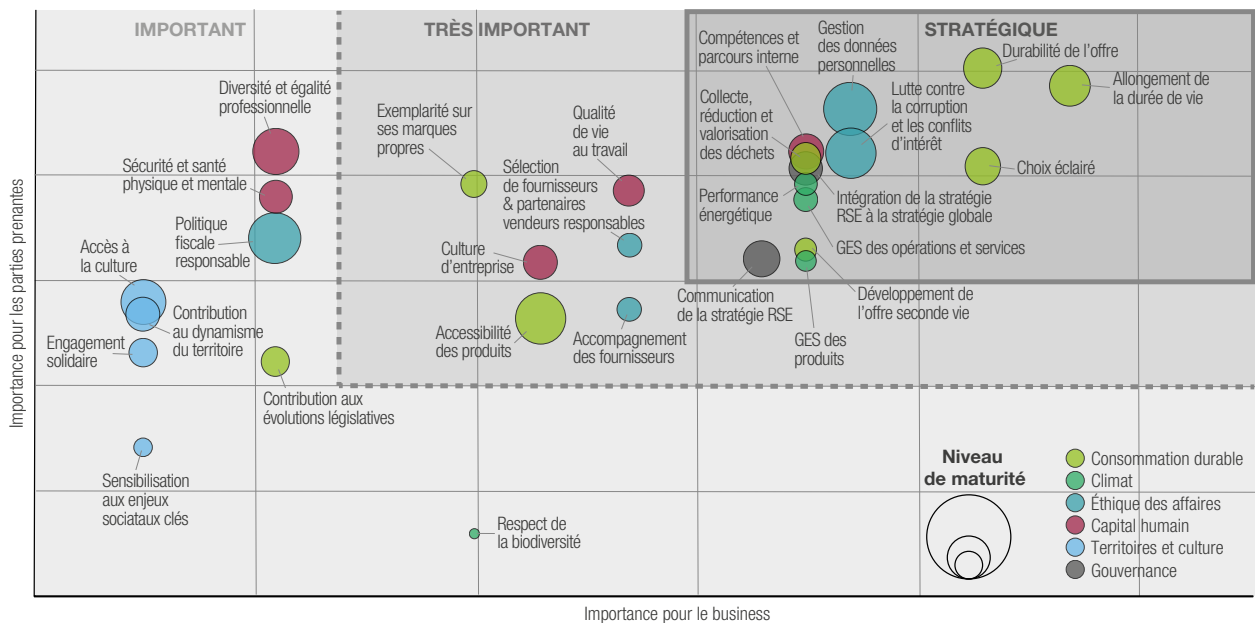 IMPORTANT
TRÈS IMPORTANT
STRATÉGIQUE
Diversité et égalité
professionnelle
Sécurité et santé
physique et mentale
Politique
fiscale
responsable
Accès à
la culture
Contribution
au dynamisme
du territoire
Engagement
solidaire
Contribution aux
évolutions législatives
Sensibilisation
aux enjeux
sociataux clés
Exemplarité sur
ses marques
propres
Qualité
de vie
au travail
Sélection
de fournisseurs
& partenaires
vendeurs responsables
Culture
d'entreprise
Accessibilité
des produits
Accompagnement
des fournisseurs
Respect de
la biodiversité
Compétences et
parcours interne
Gestion
des données
personnelles
Durabilité de l'offre
Allongement de
la durée de vie
Collecte,
réduction et
valorisation
des déchets
Lutte contre
la corruption
et les conflits
d'intérêt
Choix éclairé
Performance
énergétique
Intégration de la stratégie
RSE à la stratégie globale
GES des opérations et services
Communication
de la stratégie RSE
Développement de
l'offre seconde vie
GES des
produits
Niveau
de maturité
Consommation durable
Climat
Éthique des affaires
Capital humain
Territoires et culture
Gouvernance
Importance pour les parties prenantes
Importance pour le business